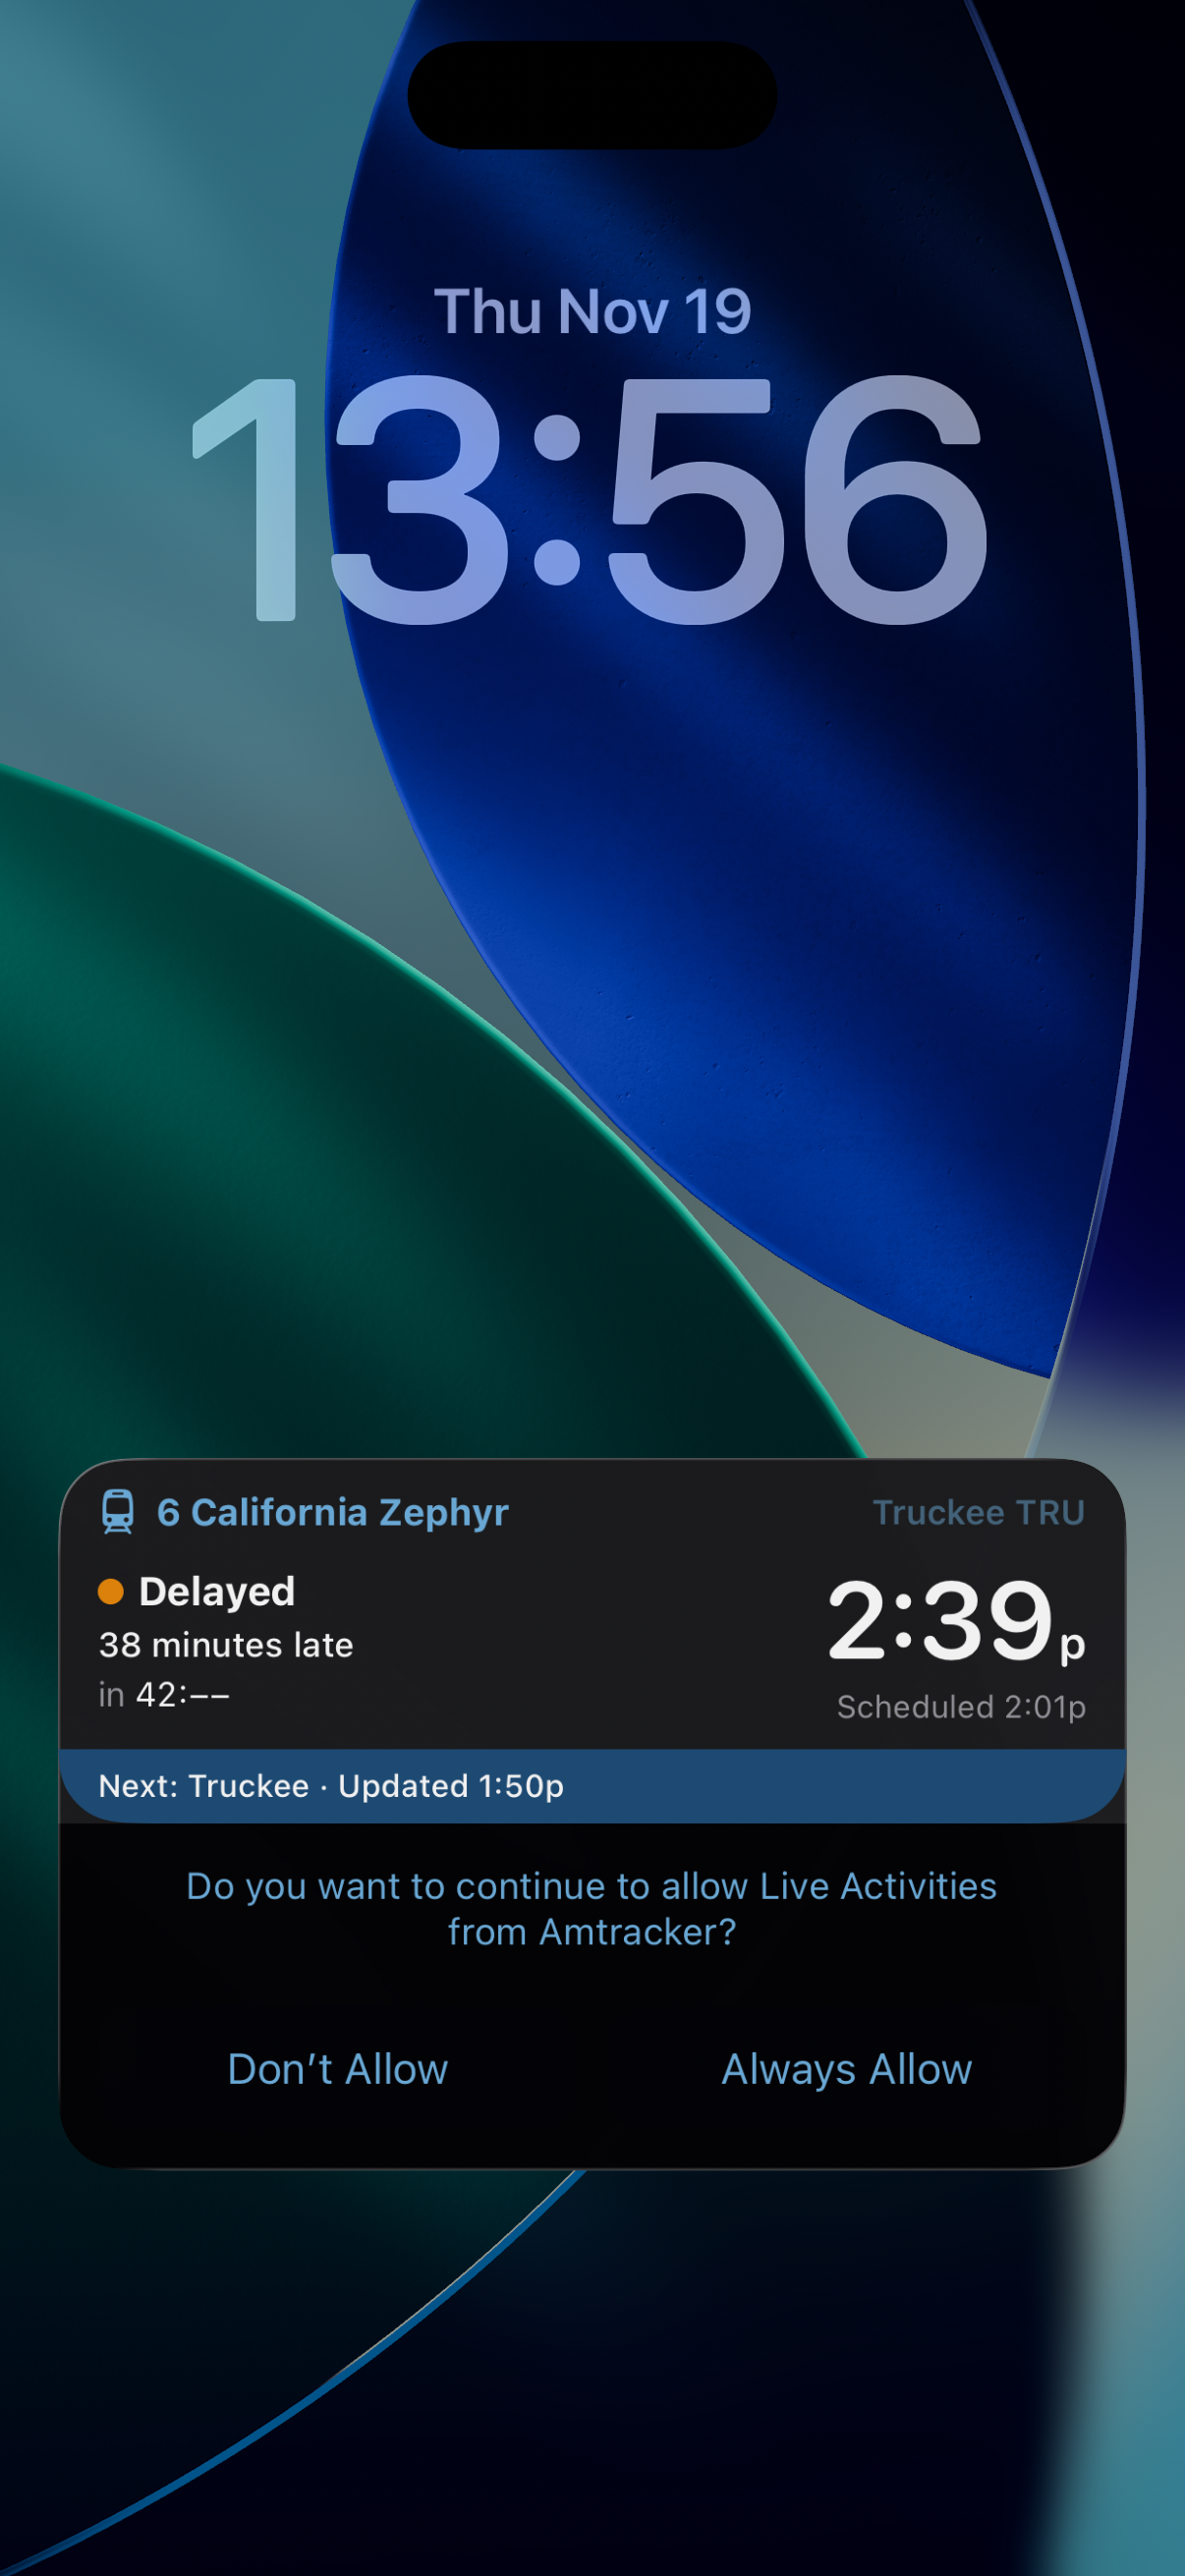 Thu Nov 19
13:56
6 California Zephyr
Truckee TRU
Delayed
2:39p
38 minutes late
in 42:––
Scheduled 2:01p
Next: Truckee · Updated 1:50p
Do you want to continue to allow Live Activities
from Amtracker?
Don’t Allow
Always Allow